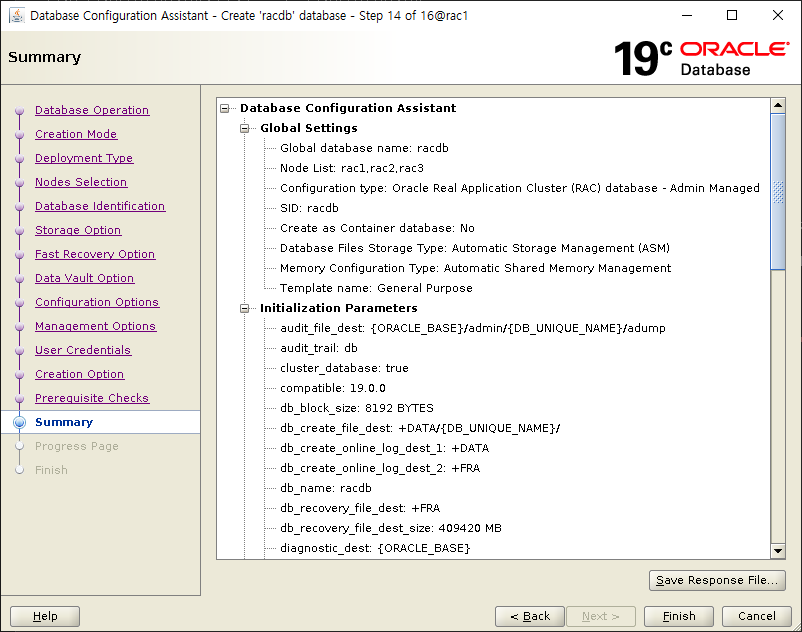 Database Configuration Assistant - Create 'racdb' database - Step 14 of 16@rac1
Summary
19c ORACLE
Database
Database Operation
Creation Mode
Deployment Type
Nodes Selection
Database Identification
Storage Option
Fast Recovery Option
Data Vault Option
Configuration Options
Management Options
User Credentials
Creation Option
Prerequisite Checks
Summary
Progress Page
Finish
Database Configuration Assistant
Global Settings
Global database name: racdb
Node List: rac1,rac2,rac3
Configuration type: Oracle Real Application Cluster (RAC) database - Admin Managed
SID: racdb
Create as Container database: No
Database Files Storage Type: Automatic Storage Management (ASM)
Memory Configuration Type: Automatic Shared Memory Management
Template name: General Purpose
Initialization Parameters
audit_file_dest: {ORACLE_BASE}/admin/{DB_UNIQUE_NAME}/adump
audit_trail: db
cluster_database: true
compatible: 19.0.0
db_block_size: 8192 BYTES
db_create_file_dest: +DATA/{DB_UNIQUE_NAME}/
db_create_online_log_dest_1: +DATA
db_create_online_log_dest_2: +FRA
db_name: racdb
db_recovery_file_dest: +FRA
db_recovery_file_dest_size: 409420 MB
diagnostic_dest: {ORACLE_BASE}
Save Response File...
Help
< Back
Next >
Finish
Cancel